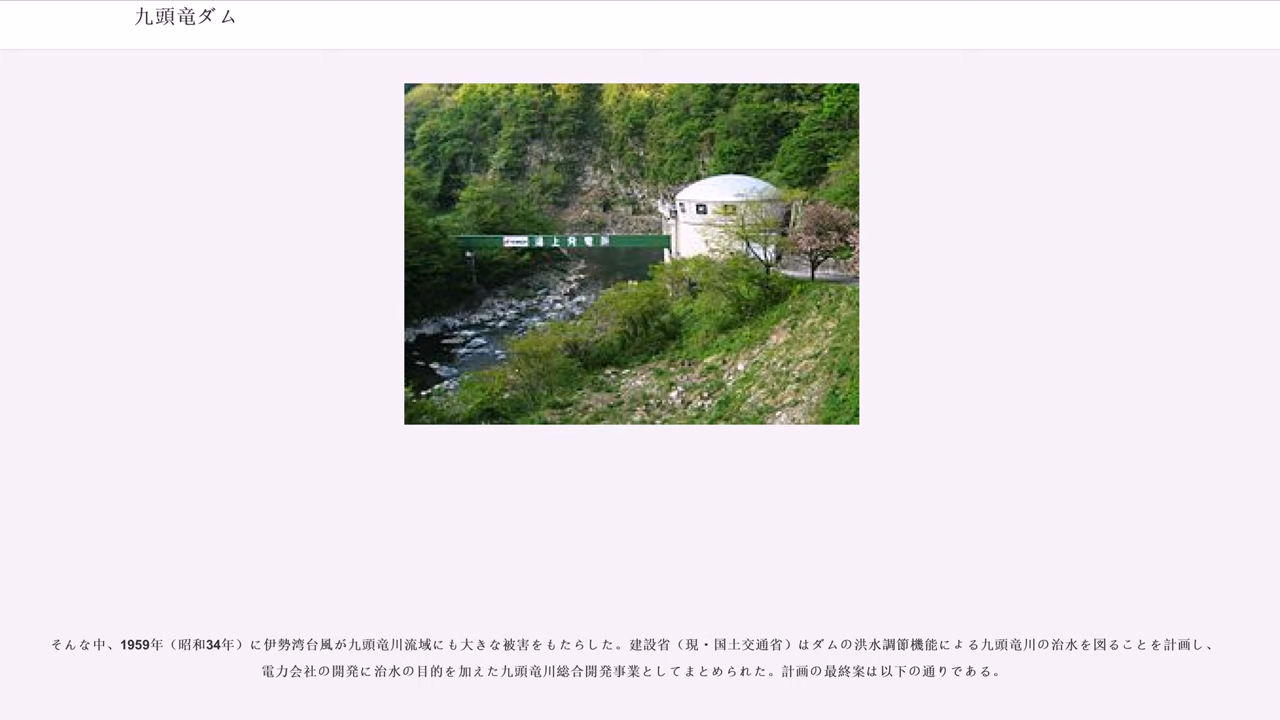 九頭竜ダム
上発電所
そんな中、1959年（昭和34年）に伊勢湾台風が九頭竜川流域にも大きな被害をもたらした。建設省（現・国土交通省）はダムの洪水調節機能による九頭竜川の治水を図ることを計画し、
電力会社の開発に治水の目的を加えた九頭竜川総合開発事業としてまとめられた。計画の最終案は以下の通りである。